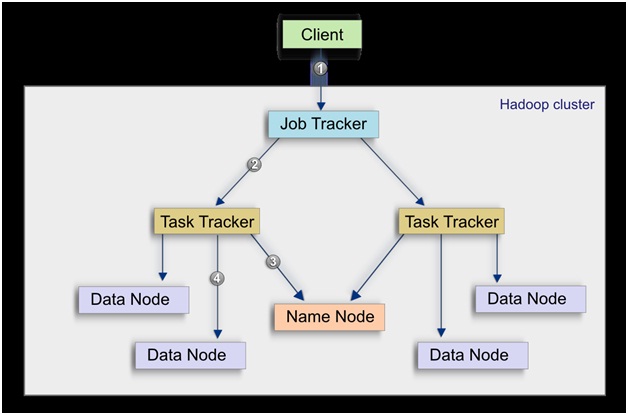 Client
1
Hadoop cluster
Job Tracker
2
Task Tracker
Task Tracker
3
4
Data Node
Data Node
Name Node
Data Node
Data Node